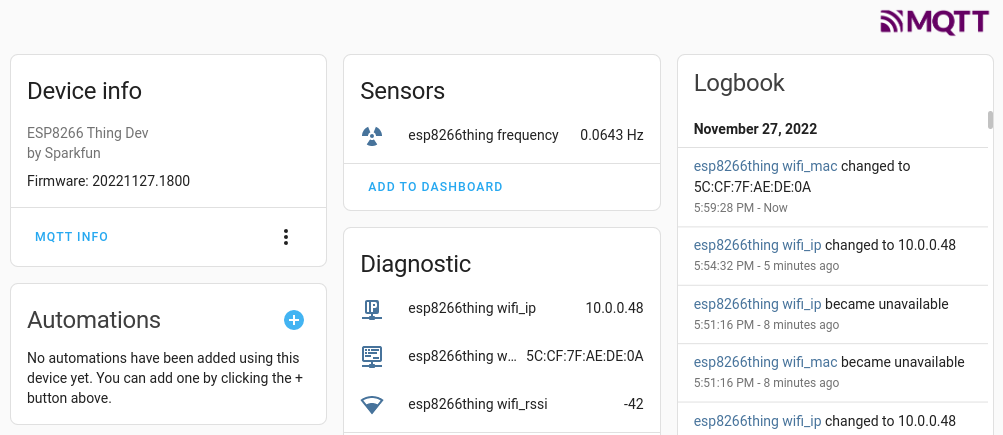 MQTT
Device info
ESP8266 Thing Dev
by Sparkfun
Firmware: 20221127.1800
MQTT INFO
Automations
No automations have been added using this
device yet. You can add one by clicking the +
button above.
Sensors
esp8266thing frequency 0.0643 Hz
ADD TO DASHBOARD
Diagnostic
esp8266thing wifi_ip 10.0.0.48
esp8266thing w... 5C:CF:7F:AE:DE:0A
esp8266thing wifi_rssi -42
Logbook
November 27, 2022
esp8266thing wifi_mac changed to
5C:CF:7F:AE:DE:0A
5:59:28 PM - Now
esp8266thing wifi_ip changed to 10.0.0.48
5:54:32 PM - 5 minutes ago
esp8266thing wifi_ip became unavailable
5:51:16 PM - 8 minutes ago
esp8266thing wifi_mac became unavailable
5:51:16 PM - 8 minutes ago
esp8266thing wifi_ip changed to 10.0.0.48